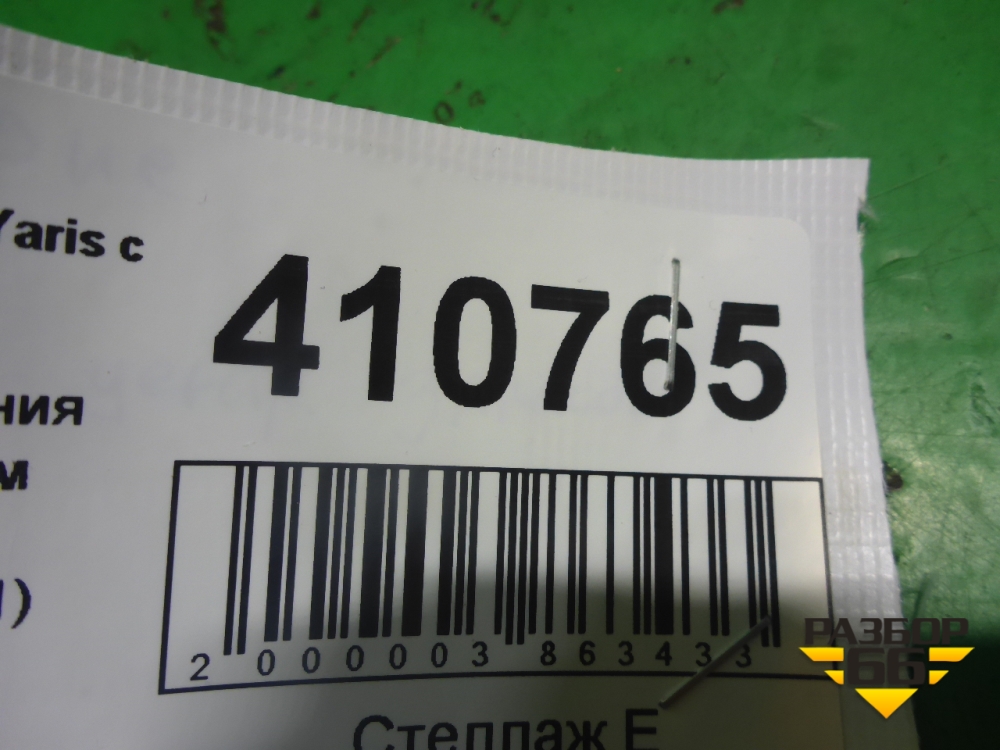 Yaris с
410765
ния
м
)
2 000003 863433
Стеллаж Е
РАЗБОР
66